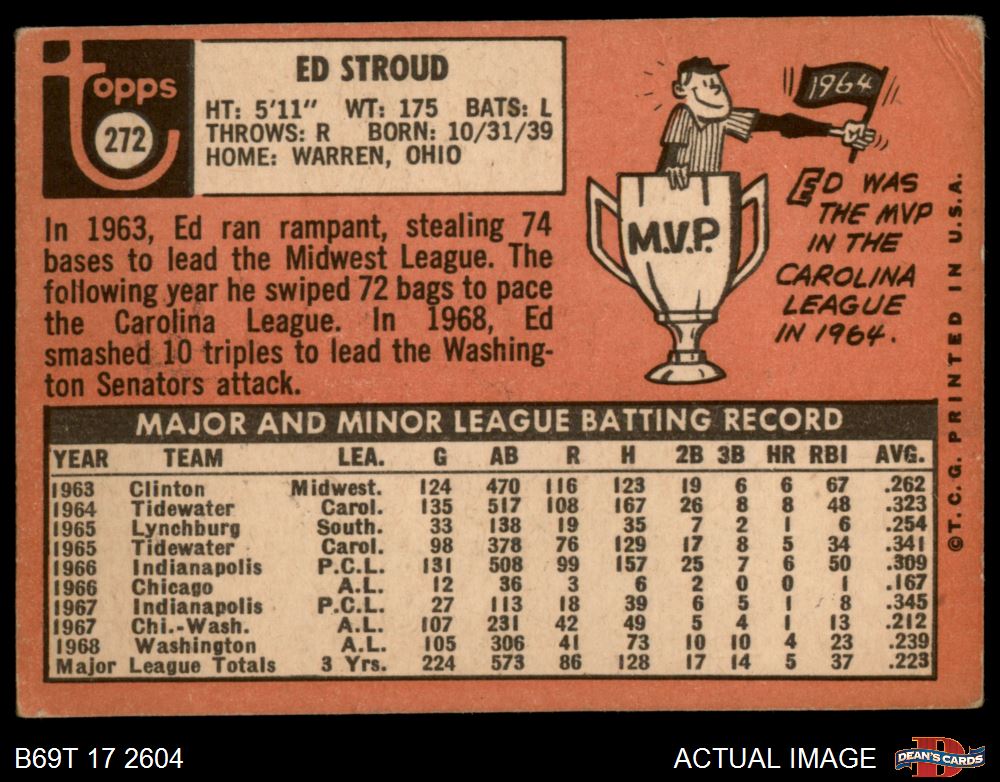 topps
272
ED STROUD
HT: 5'11" WT: 175 BATS: L
THROWS: R BORN: 10/31/39
HOME: WARREN, OHIO
In 1963, Ed ran rampant, stealing 74
bases to lead the Midwest League. The
following year he swiped 72 bags to pace
the Carolina League. In 1968, Ed
smashed 10 triples to lead the Washing-
ton Senators attack.
1964
M.V.P.
ED WAS
THE MVP
IN THE
CAROLINA
LEAGUE
IN 1964.
©T.C.G. PRINTED IN U.S.A.
MAJOR AND MINOR LEAGUE BATTING RECORD
YEAR TEAM LEA. G AB R H 2B 3B HR RBI AVG.
1963 Clinton Midwest. 124 470 116 123 19 6 6 67 .262
1964 Tidewater Carol. 135 517 108 167 26 8 8 48 .323
1965 Lynchburg South. 33 138 19 35 7 2 1 6 .254
1965 Tidewater Carol. 98 378 76 129 17 8 5 34 .341
1966 Indianapolis P.C.L. 131 508 99 157 25 7 6 50 .309
1966 Chicago A.L. 12 36 3 6 2 0 0 1 .167
1967 Indianapolis P.C.L. 27 113 18 39 6 5 1 8 .345
1967 Chi.-Wash. A.L. 107 231 42 49 5 4 1 13 .212
1968 Washington A.L. 105 306 41 73 10 10 4 23 .239
Major League Totals 3 Yrs. 224 573 86 128 17 14 5 37 .223
B69T 17 2604
ACTUAL IMAGE
D
DEAN'S CARDS